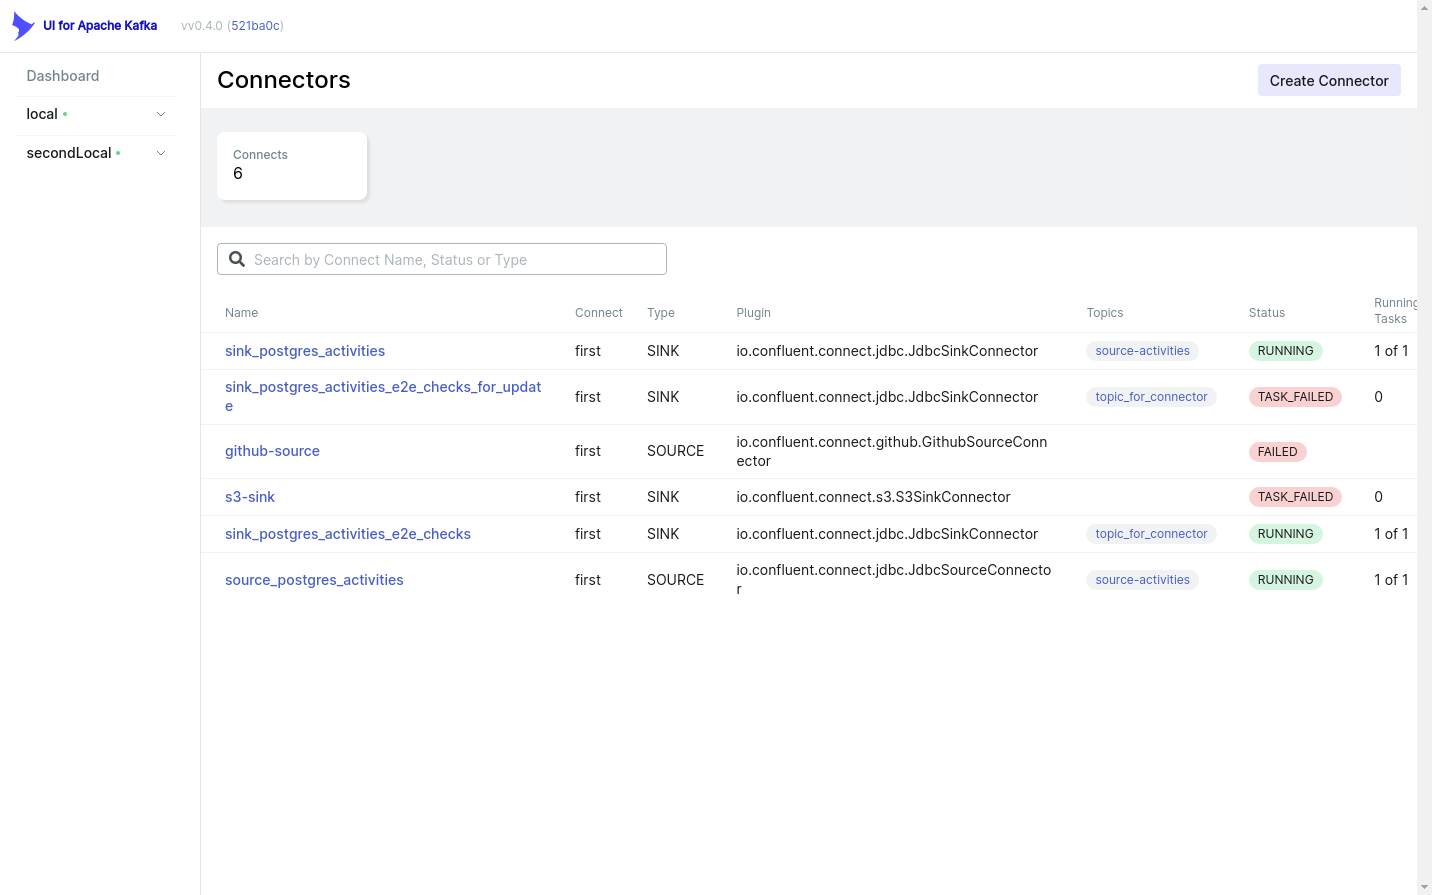 UI for Apache Kafka vv0.4.0 (521ba0c)
Dashboard
local
secondLocal
Connectors
Create Connector
Connects
6
Search by Connect Name, Status or Type
Name Connect Type Plugin Topics Status Running
Tasks
sink_postgres_activities first SINK io.confluent.connect.jdbc.JdbcSinkConnector source-activities RUNNING 1 of 1
sink_postgres_activities_e2e_checks_for_updat
e first SINK io.confluent.connect.jdbc.JdbcSinkConnector topic_for_connector TASK_FAILED 0
github-source first SOURCE io.confluent.connect.github.GithubSourceConn
ector FAILED
s3-sink first SINK io.confluent.connect.s3.S3SinkConnector TASK_FAILED 0
sink_postgres_activities_e2e_checks first SINK io.confluent.connect.jdbc.JdbcSinkConnector topic_for_connector RUNNING 1 of 1
source_postgres_activities first SOURCE io.confluent.connect.jdbc.JdbcSourceConnecto
r source-activities RUNNING 1 of 1